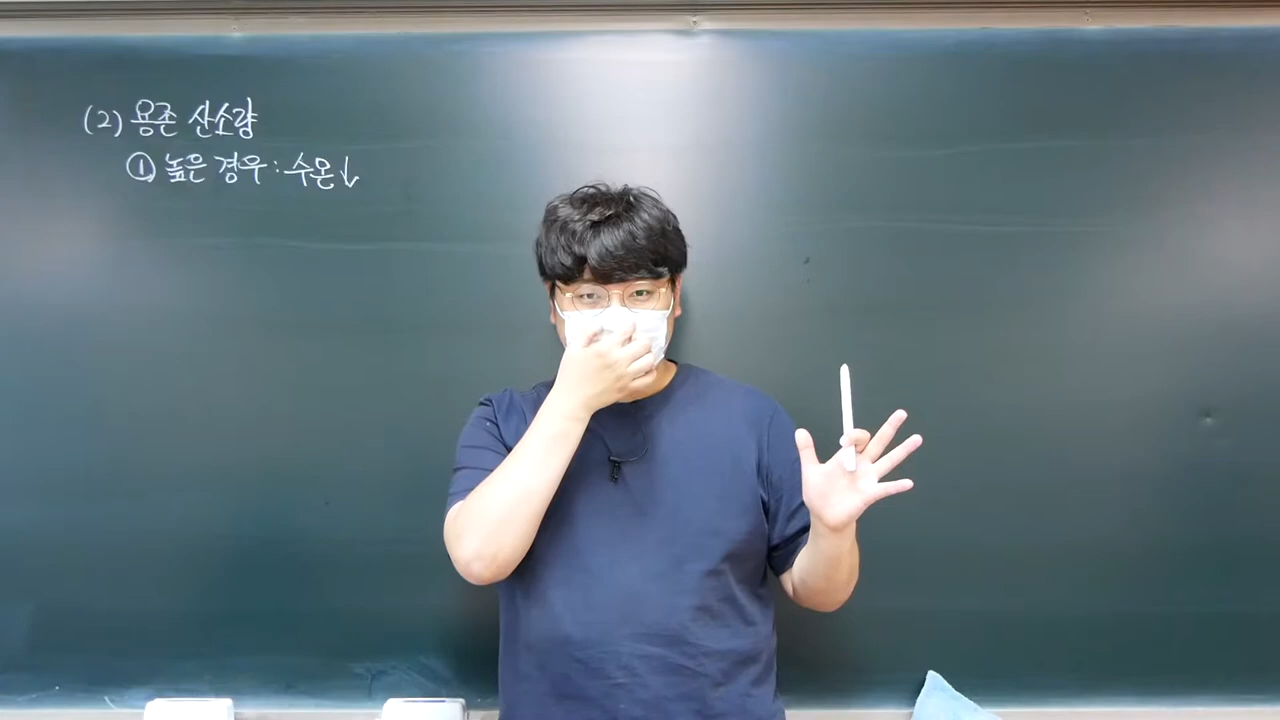 (2) 용존 산소량
① 높은 경우 : 수온↓